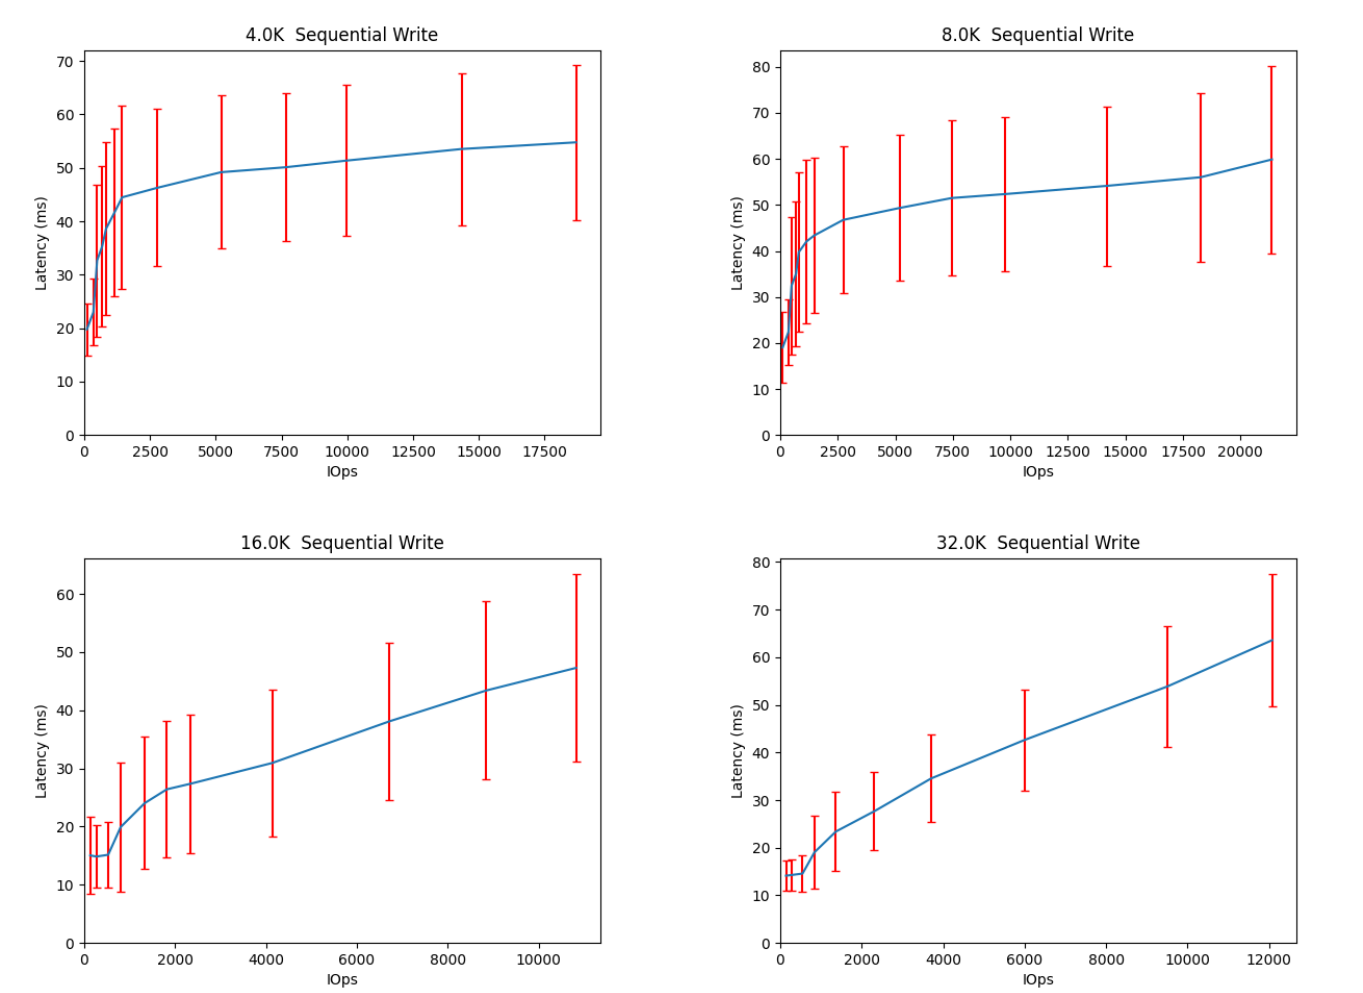 4.0K  Sequential Write
70
60
50
40
30
20
10
0
Latency (ms)
0 2500 5000 7500 10000 12500 15000 17500
IOps
8.0K  Sequential Write
80
70
60
50
40
30
20
10
0
Latency (ms)
0 2500 5000 7500 10000 12500 15000 17500 20000
IOps
16.0K  Sequential Write
60
50
40
30
20
10
0
Latency (ms)
0 2000 4000 6000 8000 10000
IOps
32.0K  Sequential Write
80
70
60
50
40
30
20
10
0
Latency (ms)
0 2000 4000 6000 8000 10000 12000
IOps